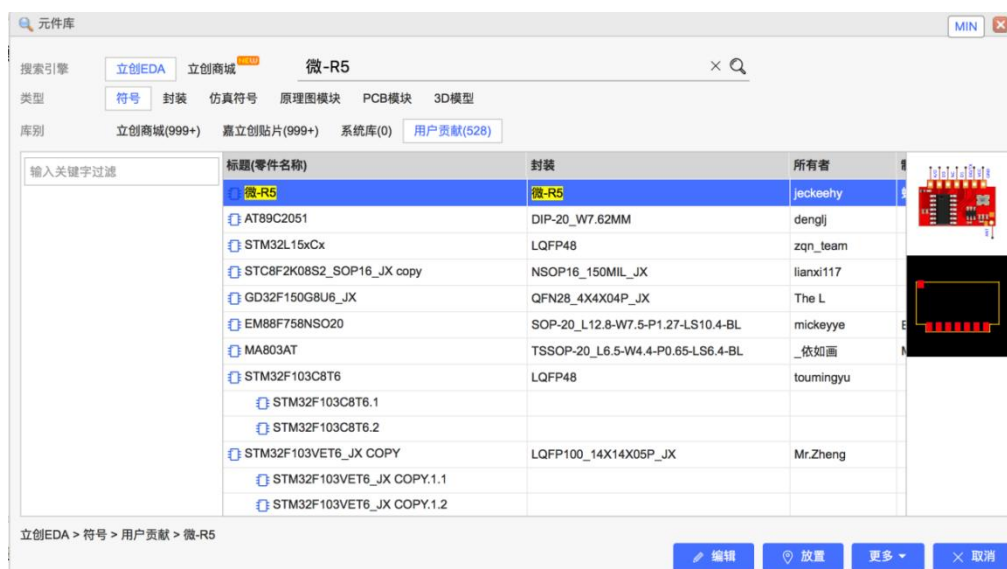 元件库 MIN
搜索引擎 立创EDA 立创商城 NEW 微-R5
类型 符号 封装 仿真符号 原理图模块 PCB模块 3D模型
库别 立创商城(999+) 嘉立创贴片(999+) 系统库(0) 用户贡献(528)
输入关键字过滤 标题(零件名称) 封装 所有者
微-R5 微-R5 jeckeehy
AT89C2051 DIP-20_W7.62MM denglj
STM32L15xCx LQFP48 zqn_team
STC8F2K08S2_SOP16_JX copy NSOP16_150MIL_JX lianxi117
GD32F150G8U6_JX QFN28_4X4X04P_JX The L
EM88F758NSO20 SOP-20_L12.8-W7.5-P1.27-LS10.4-BL mickeyye
MA803AT TSSOP-20_L6.5-W4.4-P0.65-LS6.4-BL _依如画
STM32F103C8T6 LQFP48 toumingyu
STM32F103C8T6.1
STM32F103C8T6.2
STM32F103VET6_JX COPY LQFP100_14X14X05P_JX Mr.Zheng
STM32F103VET6_JX COPY.1.1
STM32F103VET6_JX COPY.1.2
立创EDA > 符号 > 用户贡献 > 微-R5
编辑 放置 更多 取消